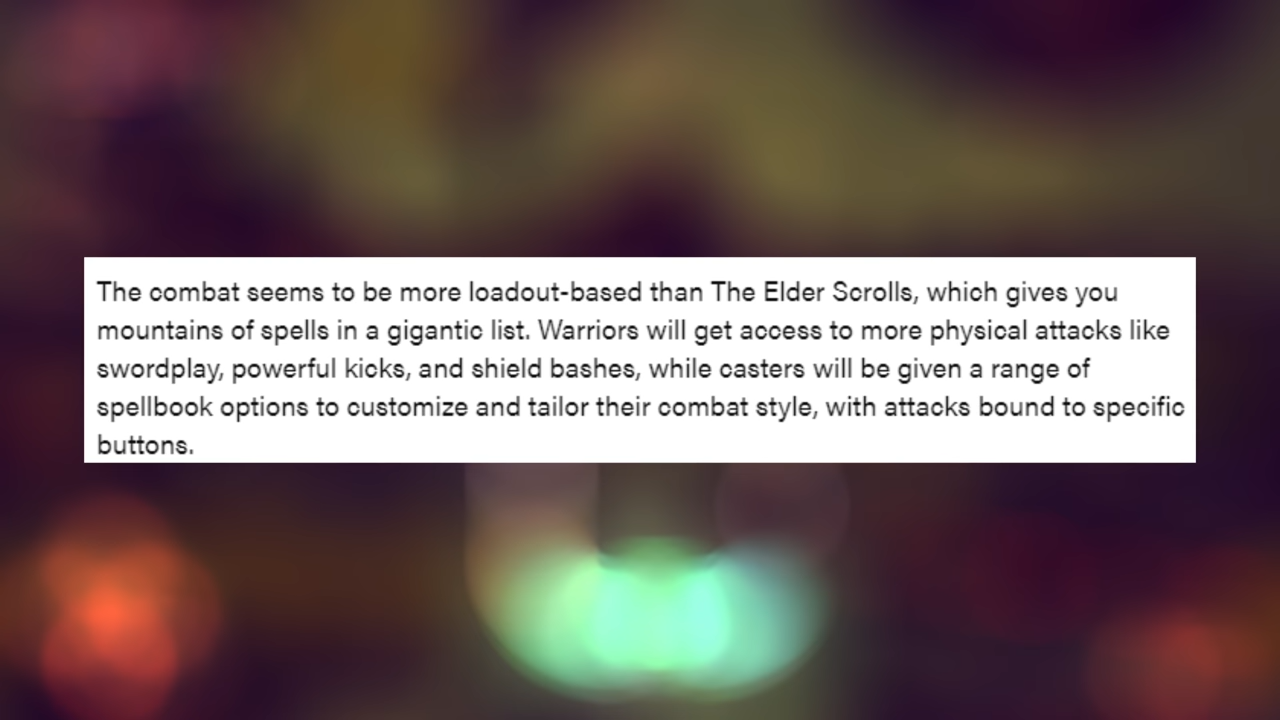 The combat seems to be more loadout-based than The Elder Scrolls, which gives you
mountains of spells in a gigantic list. Warriors will get access to more physical attacks like
swordplay, powerful kicks, and shield bashes, while casters will be given a range of
spellbook options to customize and tailor their combat style, with attacks bound to specific
buttons.